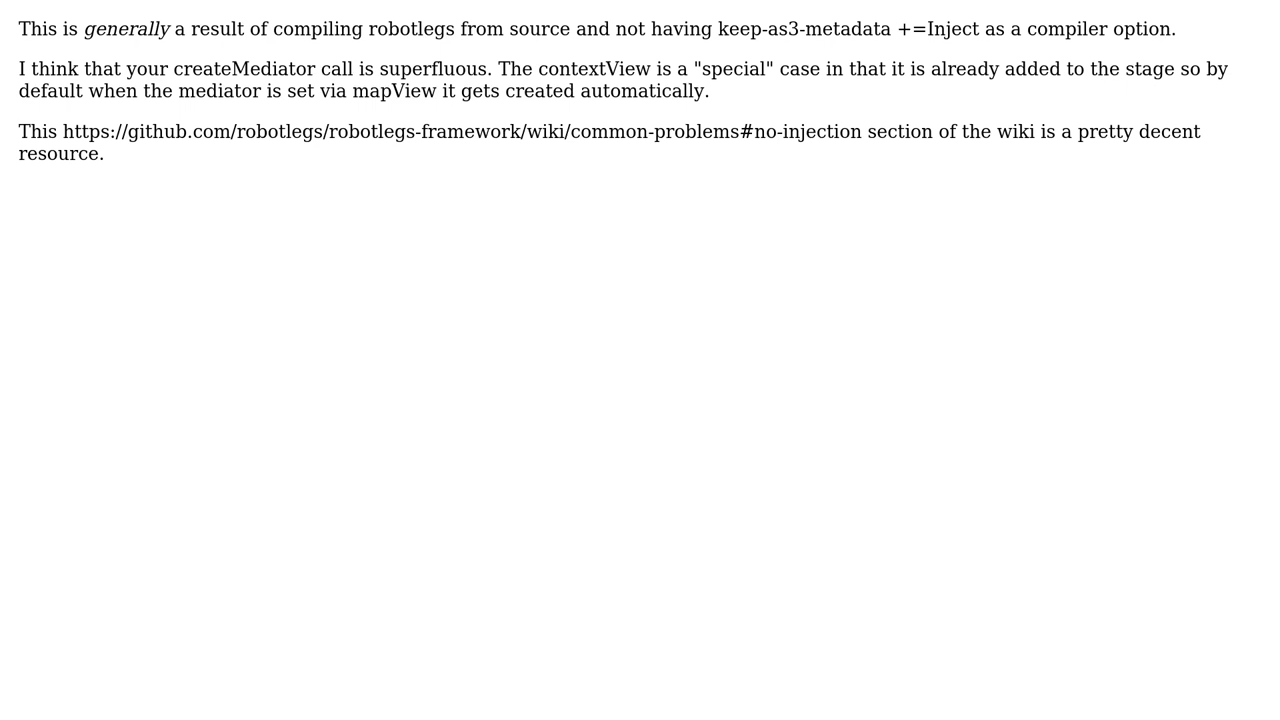 This is generally a result of compiling robotlegs from source and not having keep-as3-metadata +=Inject as a compiler option.
I think that your createMediator call is superfluous. The contextView is a "special" case in that it is already added to the stage so by
default when the mediator is set via mapView it gets created automatically.
This https://github.com/robotlegs/robotlegs-framework/wiki/common-problems#no-injection section of the wiki is a pretty decent
resource.